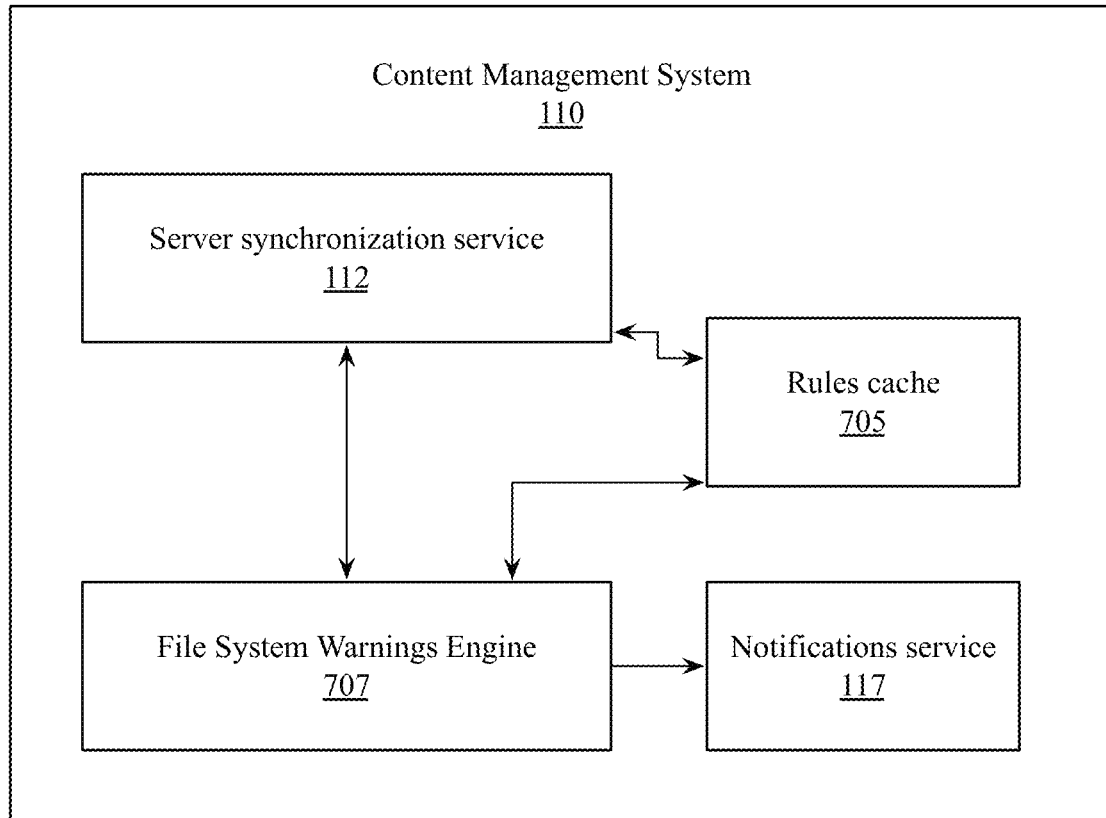 Content Management System
110
Server synchronization service
112
Rules cache
705
File System Warnings Engine
707
Notifications service
117